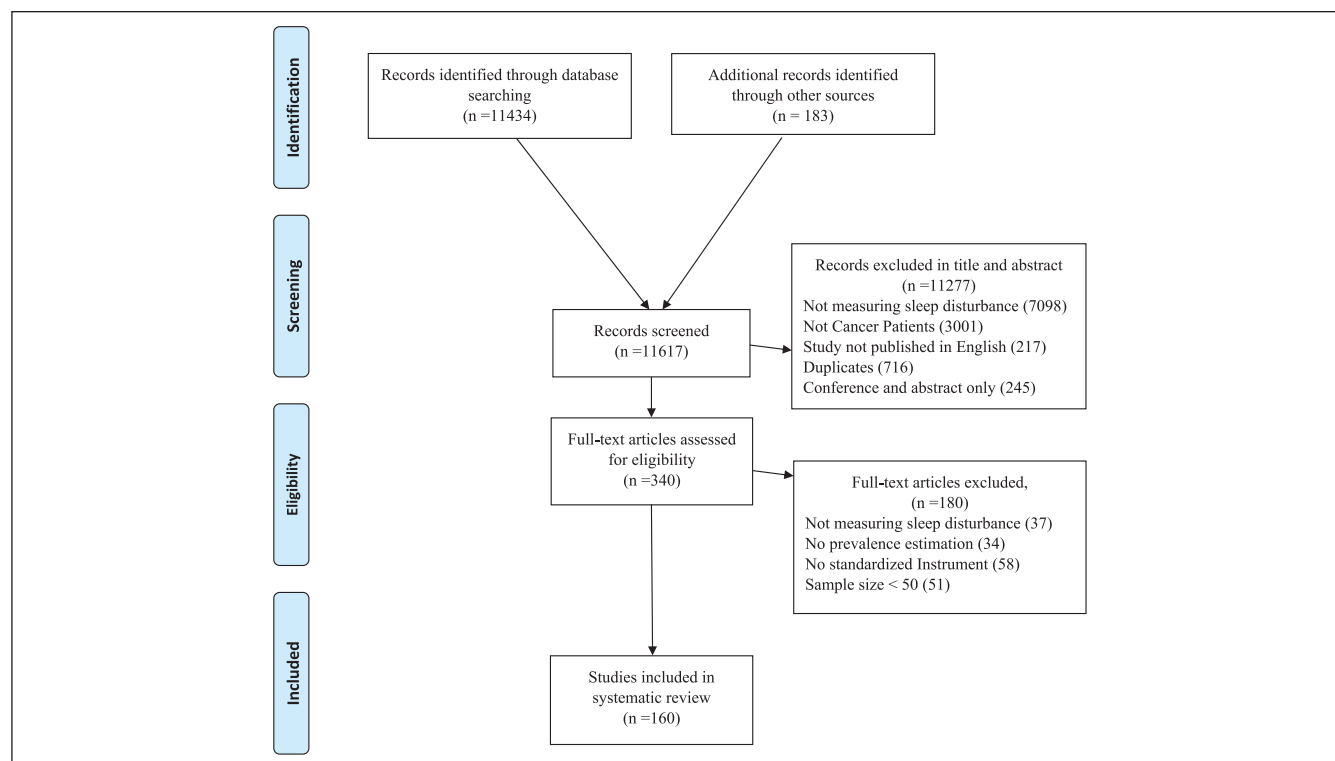 Identification
Records identified through database
searching
(n =11434)
Additional records identified
through other sources
(n = 183)
Screening
Records screened
(n =11617)
Records excluded in title and abstract
(n =11277)
Not measuring sleep disturbance (7098)
Not Cancer Patients (3001)
Study not published in English (217)
Duplicates (716)
Conference and abstract only (245)
Eligibility
Full-text articles assessed
for eligibility
(n =340)
Full-text articles excluded,
(n =180)
Not measuring sleep disturbance (37)
No prevalence estimation (34)
No standardized Instrument (58)
Sample size < 50 (51)
Included
Studies included in
systematic review
(n =160)